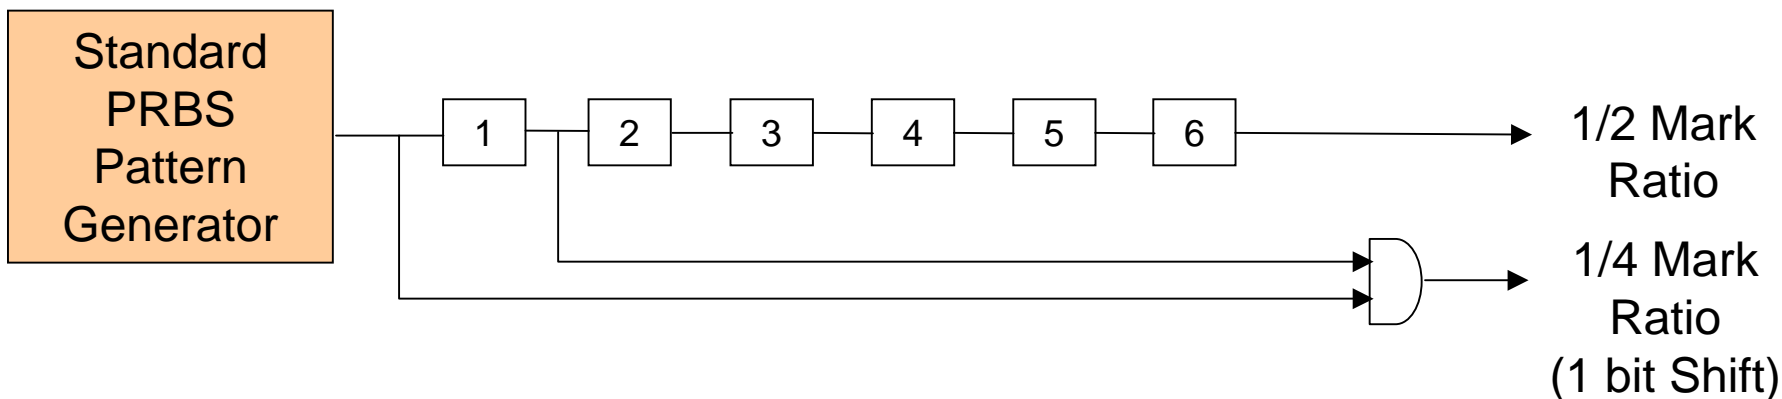 Standard
PRBS
Pattern
Generator
1 2 3 4 5 6
1/2 Mark
Ratio
1/4 Mark
Ratio
(1 bit Shift)